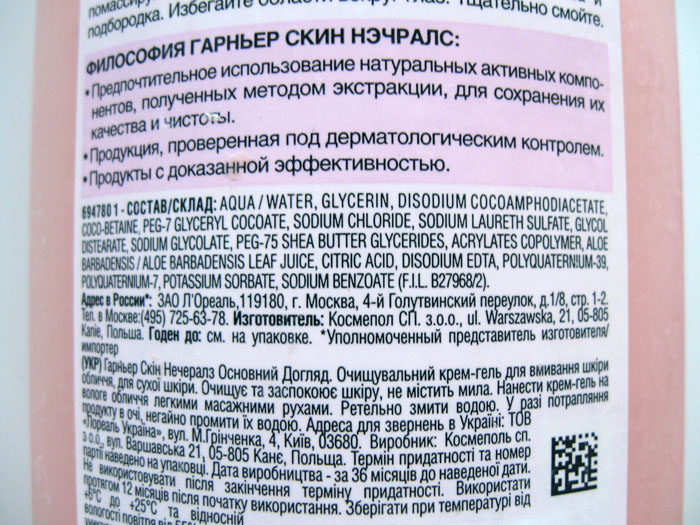 помассируйте
подбородка. Избегайте области вокруг глаз. Тщательно смойте.
ФИЛОСОФИЯ ГАРНЬЕР СКИН НЭЧРАЛС:
•Предпочтительное использование натуральных активных компо-
нентов, полученных методом экстракции, для сохранения их
качества и чистоты.
•Продукция, проверенная под дерматологическим контролем.
•Продукты с доказанной эффективностью.
694780 1 - СОСТАВ/СКЛАД: AQUA / WATER, GLYCERIN, DISODIUM COCOAMPHODIACETATE,
COCO-BETAINE, PEG-7 GLYCERYL COCOATE, SODIUM CHLORIDE, SODIUM LAURETH SULFATE, GLYCOL
DISTEARATE, SODIUM GLYCOLATE, PEG-75 SHEA BUTTER GLYCERIDES, ACRYLATES COPOLYMER, ALOE
BARBADENSIS / ALOE BARBADENSIS LEAF JUICE, CITRIC ACID, DISODIUM EDTA, POLYQUATERNIUM-39,
POLYQUATERNIUM-7, POTASSIUM SORBATE, SODIUM BENZOATE (F.I.L. B27968/2).
Адрес в России*: ЗАО Л'Ореаль,119180, г. Москва, 4-й Голутвинский переулок, д.1/8, стр. 1-2.
Тел. в Москве:(495) 725-63-78. Изготовитель: Космепол СП. з.о.о., ul. Warszawska, 21, 05-805
Kanie, Польша. Годен до: см. на упаковке. *Уполномоченный представитель изготовителя/
импортер
(УКР) Гарньер Скін Нечералз Основний Догляд. Очищувальний крем-гель для вмивання шкіри
обличчя, для сухої шкіри. Очищує та заспокоює шкіру, не містить мила. Нанести крем-гель на
вологе обличчя легкими масажними рухами. Ретельно змити водою. У разі потрапляння
продукту в очі, негайно промити їх водою. Адреса для звернень в Україні: ТОВ
«Лореаль Україна», вул. М.Грінченка, 4, Київ, 03680. Виробник: Космеполь сп.
з о.о., вул. Варшавська 21, 05-805 Канє, Польща. Термін придатності та номер
партії наведено на упаковці. Дата виробництва - за 36 місяців до наведеної дати.
Не використовувати після закінчення терміну придатності. Використати
протягом 12 місяців після початку використання. Зберігати при температурі від
+5°C до +25°C та відносній
вологості повітря